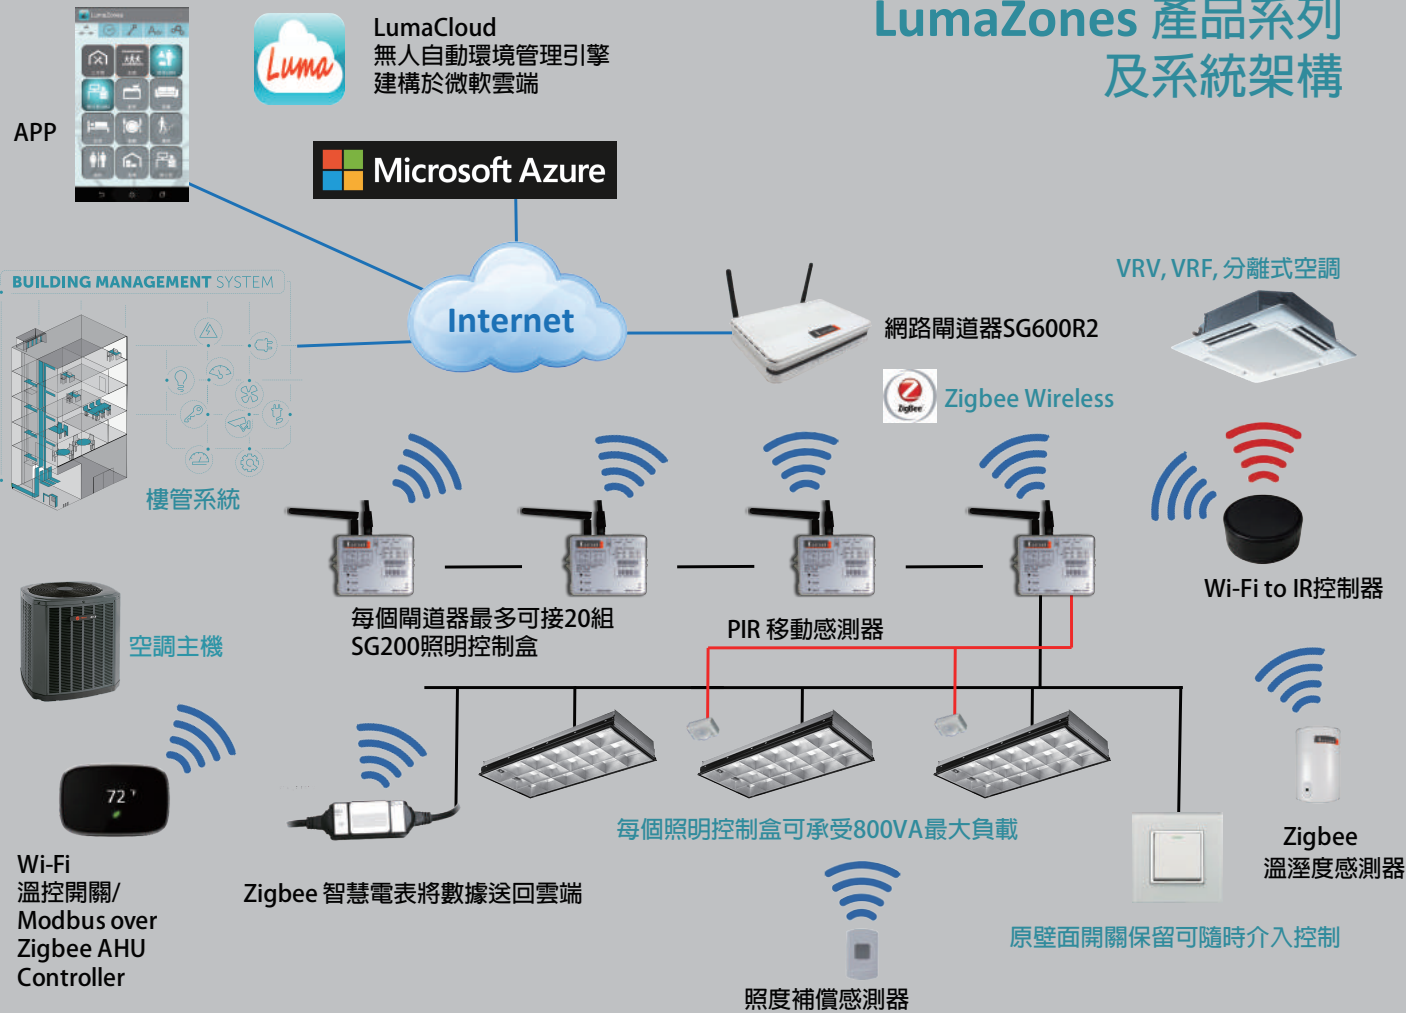 LumaZones 產品系列
及系統架構
LumaCloud
無人自動環境管理引擎
建構於微軟雲端
Luma
APP
LumaZones
Microsoft Azure
BUILDING MANAGEMENT SYSTEM
Internet
VRV, VRF, 分離式空調
網路閘道器SG600R2
ZigBee
Zigbee Wireless
樓管系統
Wi-Fi to IR控制器
每個閘道器最多可接20組
SG200照明控制盒
PIR 移動感測器
空調主機
72
每個照明控制盒可承受800VA最大負載
Zigbee
溫溼度感測器
Wi-Fi
溫控開關/
Modbus over
Zigbee AHU
Controller
Zigbee 智慧電表將數據送回雲端
原壁面開關保留可隨時介入控制
照度補償感測器